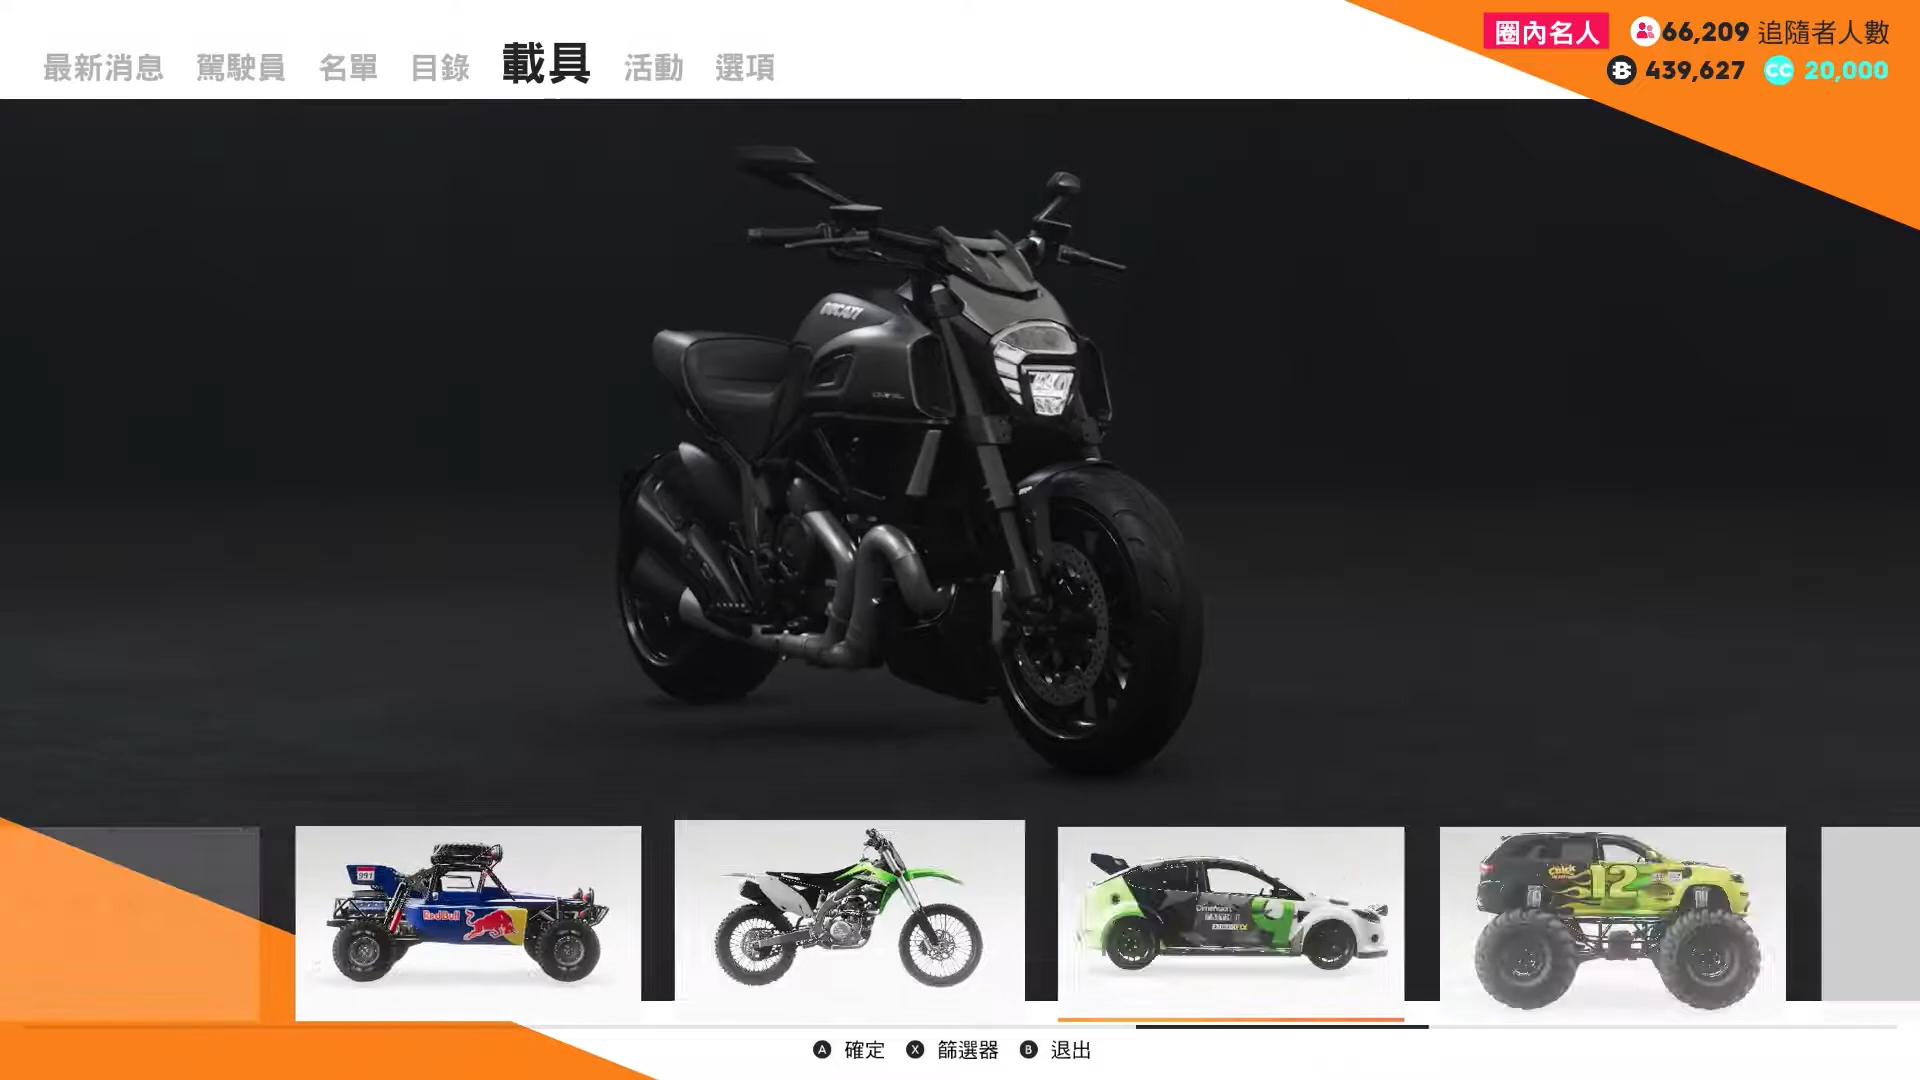 最新消息 駕駛員 名單 目錄 載具 活動 選項
圈內名人 66,209 追隨者人數
439,627 CC 20,000
DUCATI
991
Red Bull
12
A 確定 X 篩選器 B 退出